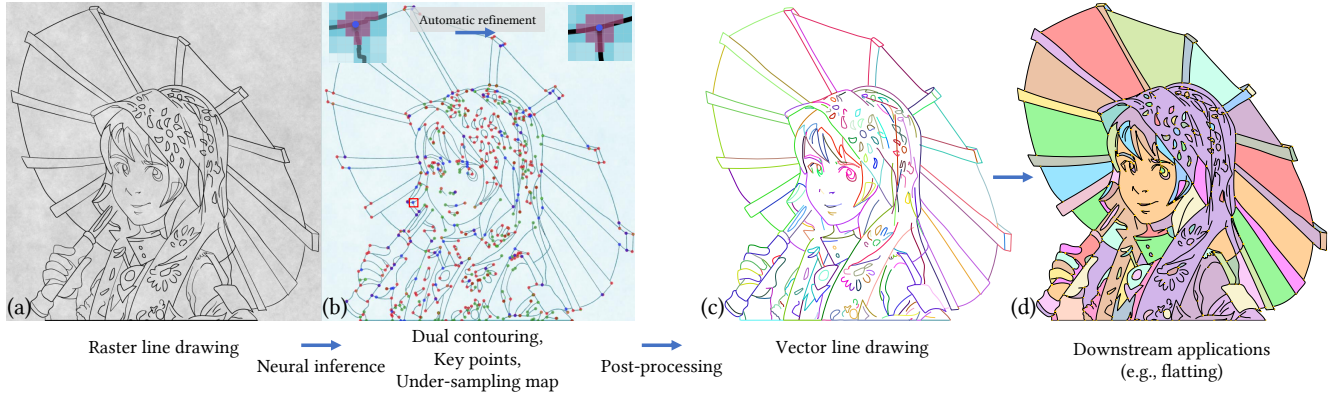 Automatic refinement
(a)
(b)
(c)
(d)
Raster line drawing
Neural inference
Dual contouring,
Key points,
Under-sampling map
Post-processing
Vector line drawing
Downstream applications
(e.g., flatting)